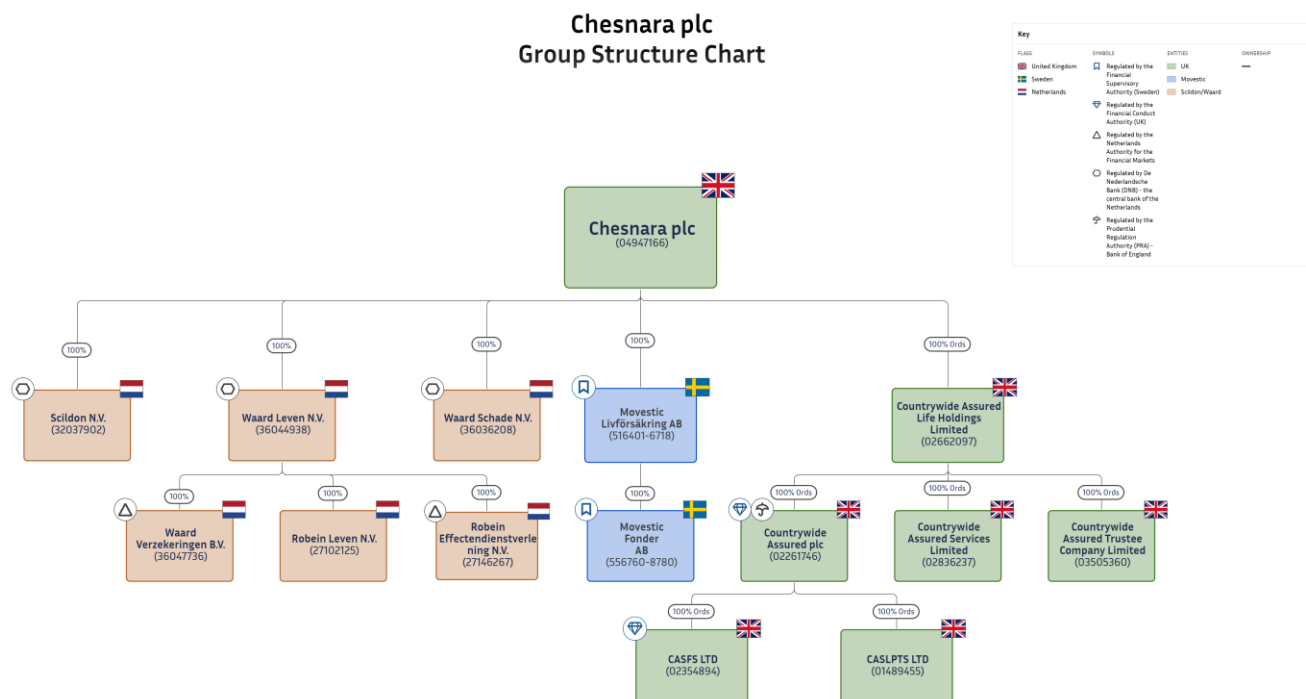 Chesnara plc
Group Structure Chart
Key
FLAGS
United Kingdom
Sweden
Netherlands
SYMBOLS
Regulated by the
Financial
Supervisory
Authority (Sweden)
Regulated by the
Financial Conduct
Authority (UK)
Regulated by the
Netherlands
Authority for the
Financial Markets
Regulated by De
Nederlandsche
Bank (DNB) - the
central bank of the
Netherlands
Regulated by the
Prudential
Regulation
Authority (PRA) -
Bank of England
ENTITIES
UK
Movestic
Scildon/Waard
OWNERSHIP
Chesnara plc
(04947166)
100%
100%
100%
100%
100% Ords
Scildon N.V.
(32037902)
Waard Leven N.V.
(36044938)
Waard Schade N.V.
(36036208)
Movestic
Livförsäkring AB
(516401-6718)
Countrywide Assured
Life Holdings
Limited
(02662097)
100%
100%
100%
100%
100% Ords
100% Ords
100% Ords
Waard
Verzekeringen B.V.
(36047736)
Robein Leven N.V.
(27102125)
Robein
Effectendienstverle
ning N.V.
(27146267)
Movestic
Fonder
AB
(556760-8780)
Countrywide
Assured plc
(02261746)
Countrywide
Assured Services
Limited
(02836237)
Countrywide
Assured Trustee
Company Limited
(03505360)
100% Ords
100% Ords
CASFS LTD
(02354894)
CASLPTS LTD
(01489455)